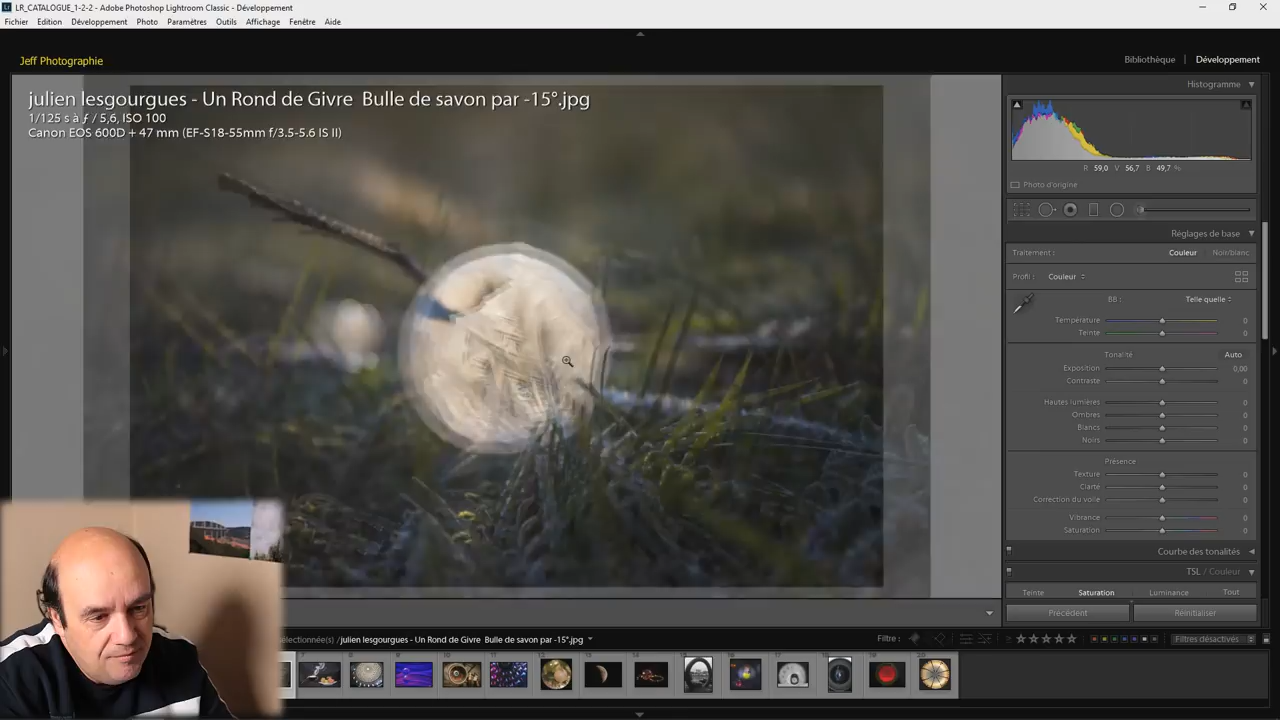 LR_CATALOGUE_1-2-2 - Adobe Photoshop Lightroom Classic - Développement
Fichier Edition Développement Photo Paramètres Outils Affichage Fenêtre Aide
Jeff Photographie
Bibliothèque | Développement
julien lesgourgues - Un Rond de Givre Bulle de savon par -15°.jpg
1/125 s à ƒ / 5,6, ISO 100
Canon EOS 600D + 47 mm (EF-S18-55mm f/3.5-5.6 IS II)
Histogramme
R 59,0 V 56,7 B 49,7 %
Photo d'origine
Réglages de base
Traitement : Couleur Noir/blanc
Profil : Couleur
BB : Telle quelle
Température 0
Teinte 0
Tonalité Auto
Exposition 0,00
Contraste 0
Hautes lumières 0
Ombres 0
Blancs 0
Noirs 0
Présence
Texture 0
Clarté 0
Correction du voile 0
Vibrance 0
Saturation 0
Courbe des tonalités
TSL / Couleur
Teinte Saturation Luminance Tout
Précédent Réinitialiser
sélectionnée(s) /julien lesgourgues - Un Rond de Givre Bulle de savon par -15°.jpg
Filtre : Filtres désactivés